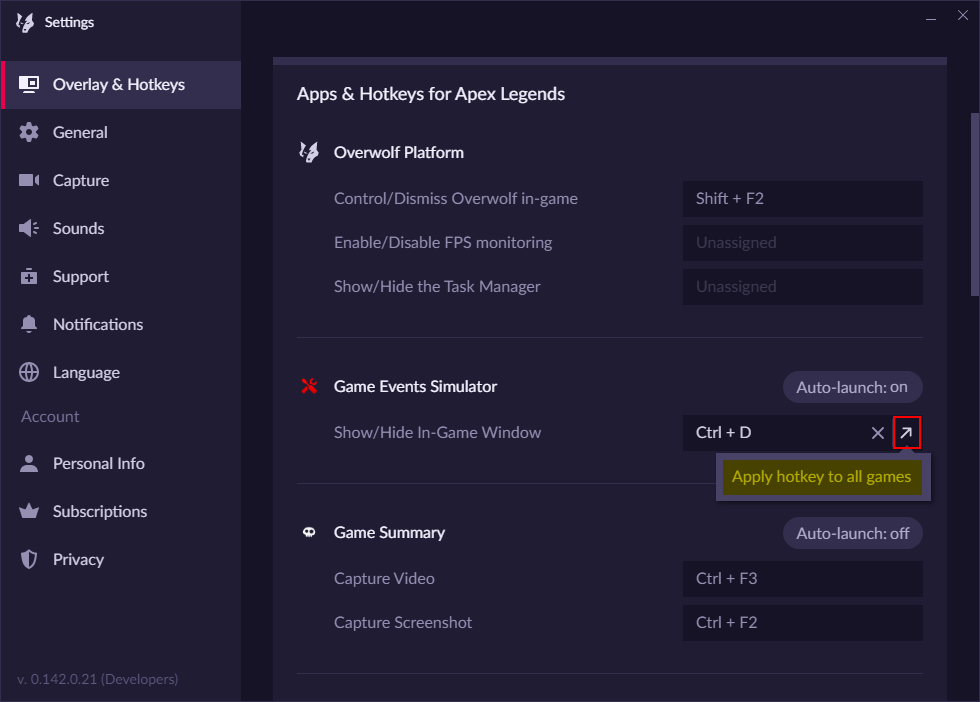 Settings
Overlay & Hotkeys
General
Capture
Sounds
Support
Notifications
Language
Account
Personal Info
Subscriptions
Privacy
v. 0.142.0.21 (Developers)
Apps & Hotkeys for Apex Legends
Overwolf Platform
Control/Dismiss Overwolf in-game Shift + F2
Enable/Disable FPS monitoring Unassigned
Show/Hide the Task Manager Unassigned
Game Events Simulator Auto-launch: on
Show/Hide In-Game Window Ctrl + D
Apply hotkey to all games
Game Summary Auto-launch: off
Capture Video Ctrl + F3
Capture Screenshot Ctrl + F2